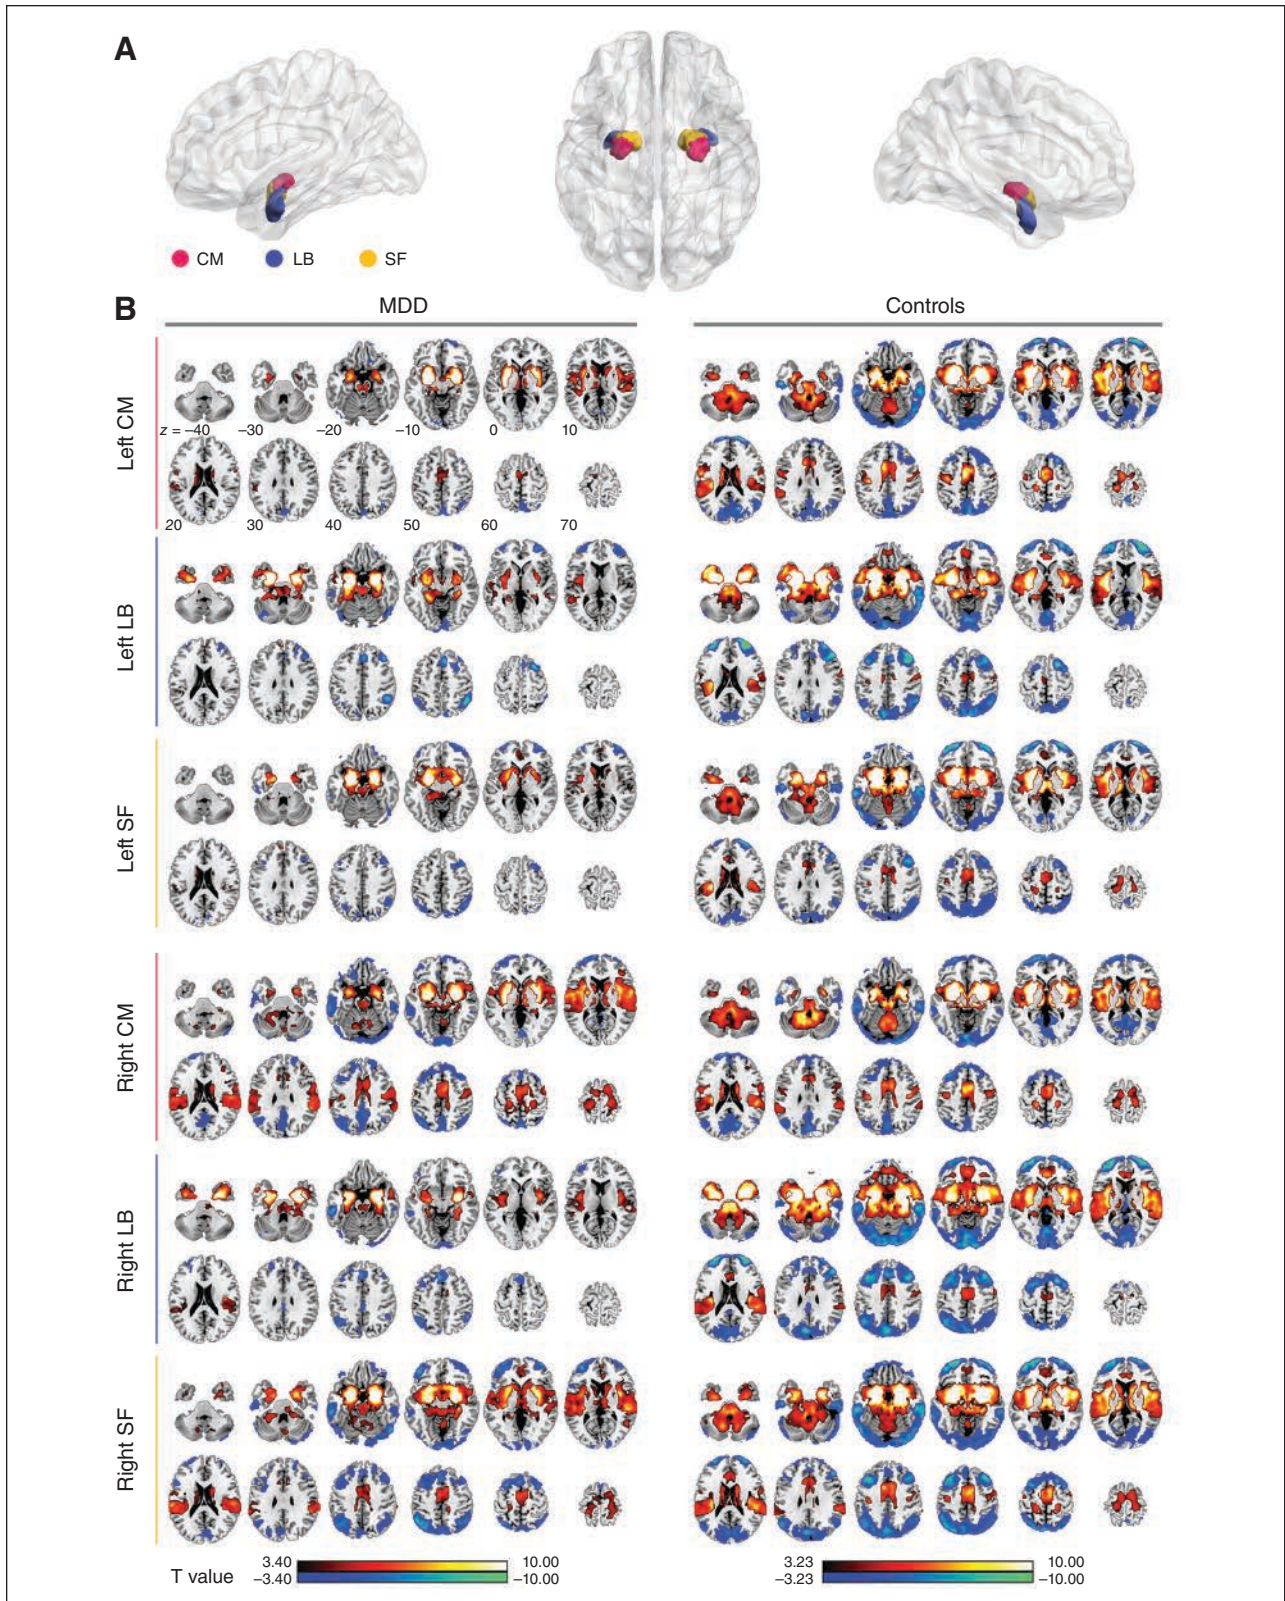 A
CM LB SF
B
MDD Controls
Left CM
z = –40 –30 –20 –10 0 10
20 30 40 50 60 70
Left LB
Left SF
Right CM
Right LB
Right SF
T value
3.40 10.00
–3.40 –10.00
3.23 10.00
–3.23 –10.00